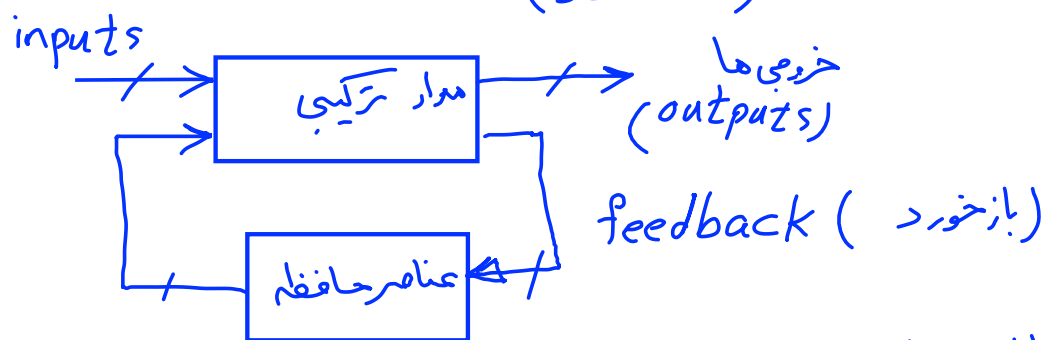 inputs
مدار ترکیبی
خروجی ها
(outputs)
feedback ( بازخورد )
عناصر حافظه